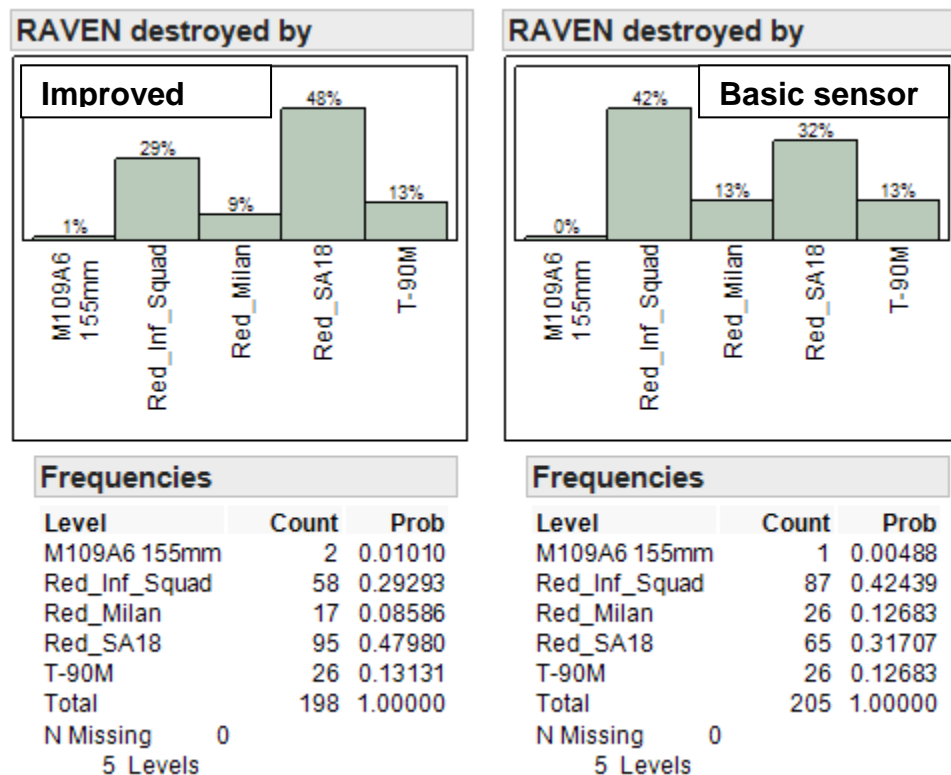 RAVEN destroyed by
Improved
1%
29%
9%
48%
13%
M109A6
155mm
Red_Inf_Squad
Red_Milan
Red_SA18
T-90M
Frequencies
Level Count Prob
M109A6 155mm 2 0.01010
Red_Inf_Squad 58 0.29293
Red_Milan 17 0.08586
Red_SA18 95 0.47980
T-90M 26 0.13131
Total 198 1.00000
N Missing 0
5 Levels
RAVEN destroyed by
Basic sensor
0%
42%
13%
32%
13%
M109A6
155mm
Red_Inf_Squad
Red_Milan
Red_SA18
T-90M
Frequencies
Level Count Prob
M109A6 155mm 1 0.00488
Red_Inf_Squad 87 0.42439
Red_Milan 26 0.12683
Red_SA18 65 0.31707
T-90M 26 0.12683
Total 205 1.00000
N Missing 0
5 Levels